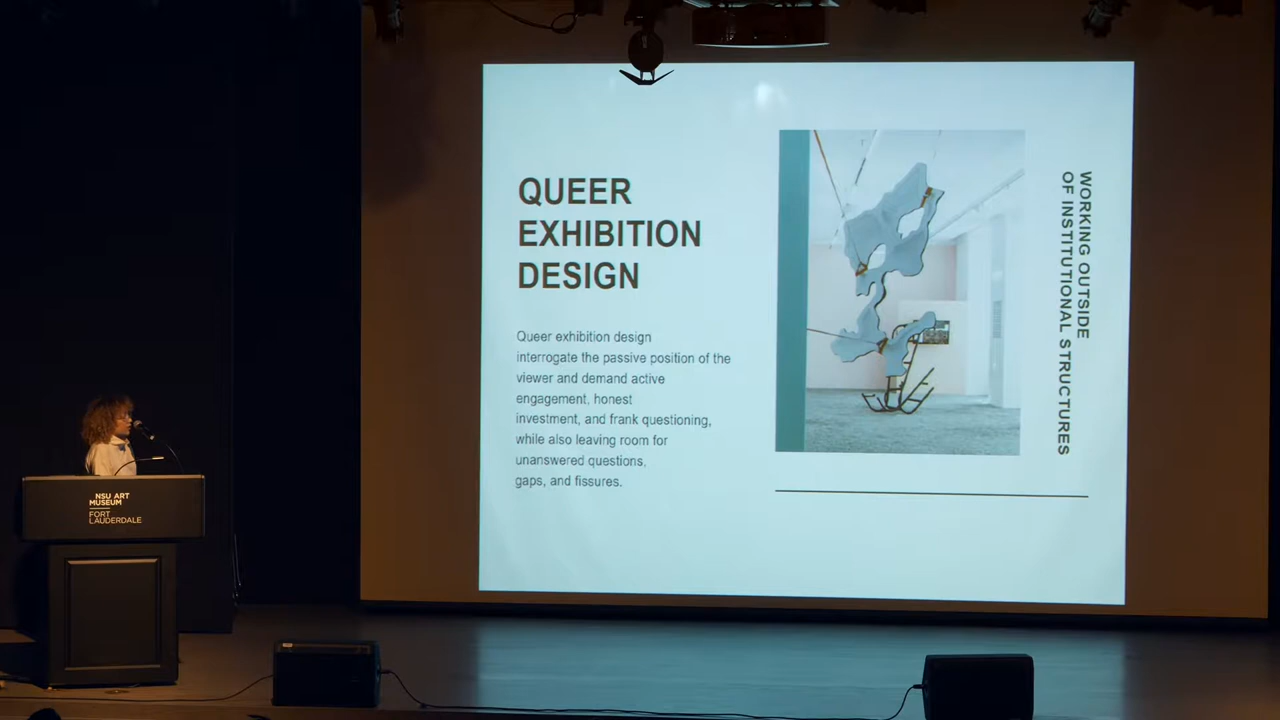 QUEER
EXHIBITION
DESIGN
Queer exhibition design
interrogate the passive position of the
viewer and demand active
engagement, honest
investment, and frank questioning,
while also leaving room for
unanswered questions,
gaps, and fissures.
WORKING OUTSIDE
OF INSTITUTIONAL STRUCTURES
NSU ART
MUSEUM
FORT
LAUDERDALE